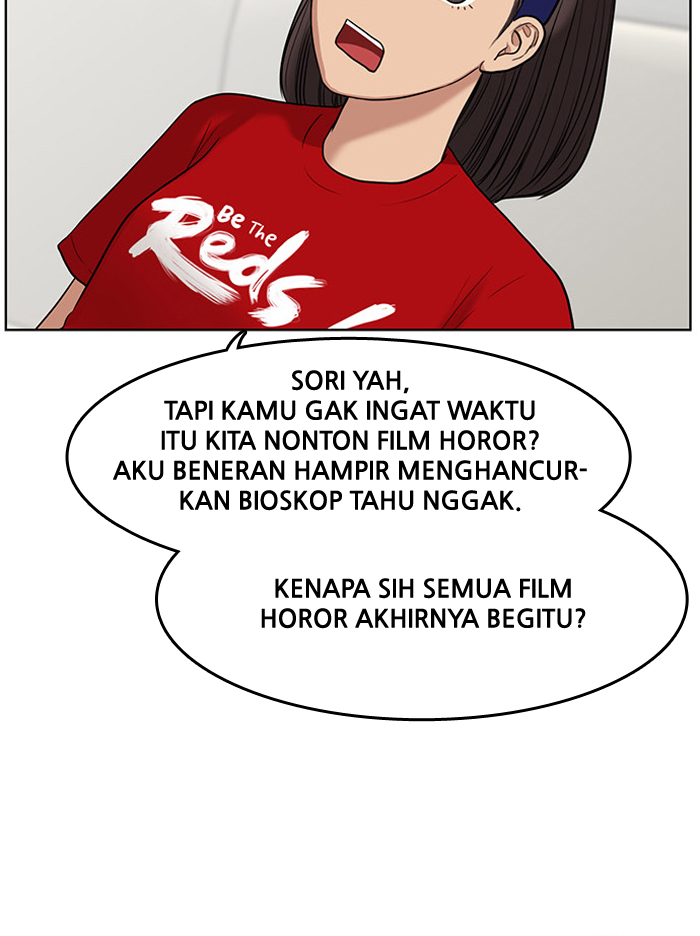 Be The
Reds!
SORI YAH,
TAPI KAMU GAK INGAT WAKTU
ITU KITA NONTON FILM HOROR?
AKU BENERAN HAMPIR MENGHANCUR-
KAN BIOSKOP TAHU NGGAK.
KENAPA SIH SEMUA FILM
HOROR AKHIRNYA BEGITU?